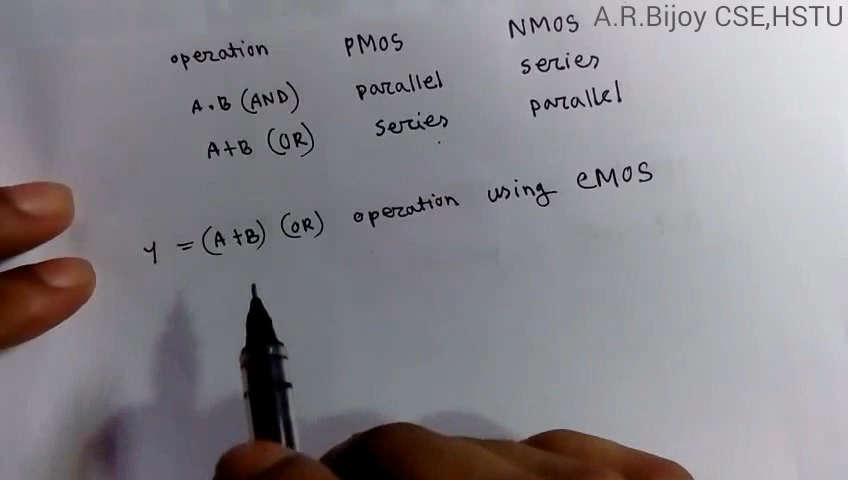 A.R.Bijoy CSE,HSTU
operation PMOS NMOS
A.B (AND) parallel series
A+B (OR) series parallel
Y = (A+B) (OR) operation using CMOS